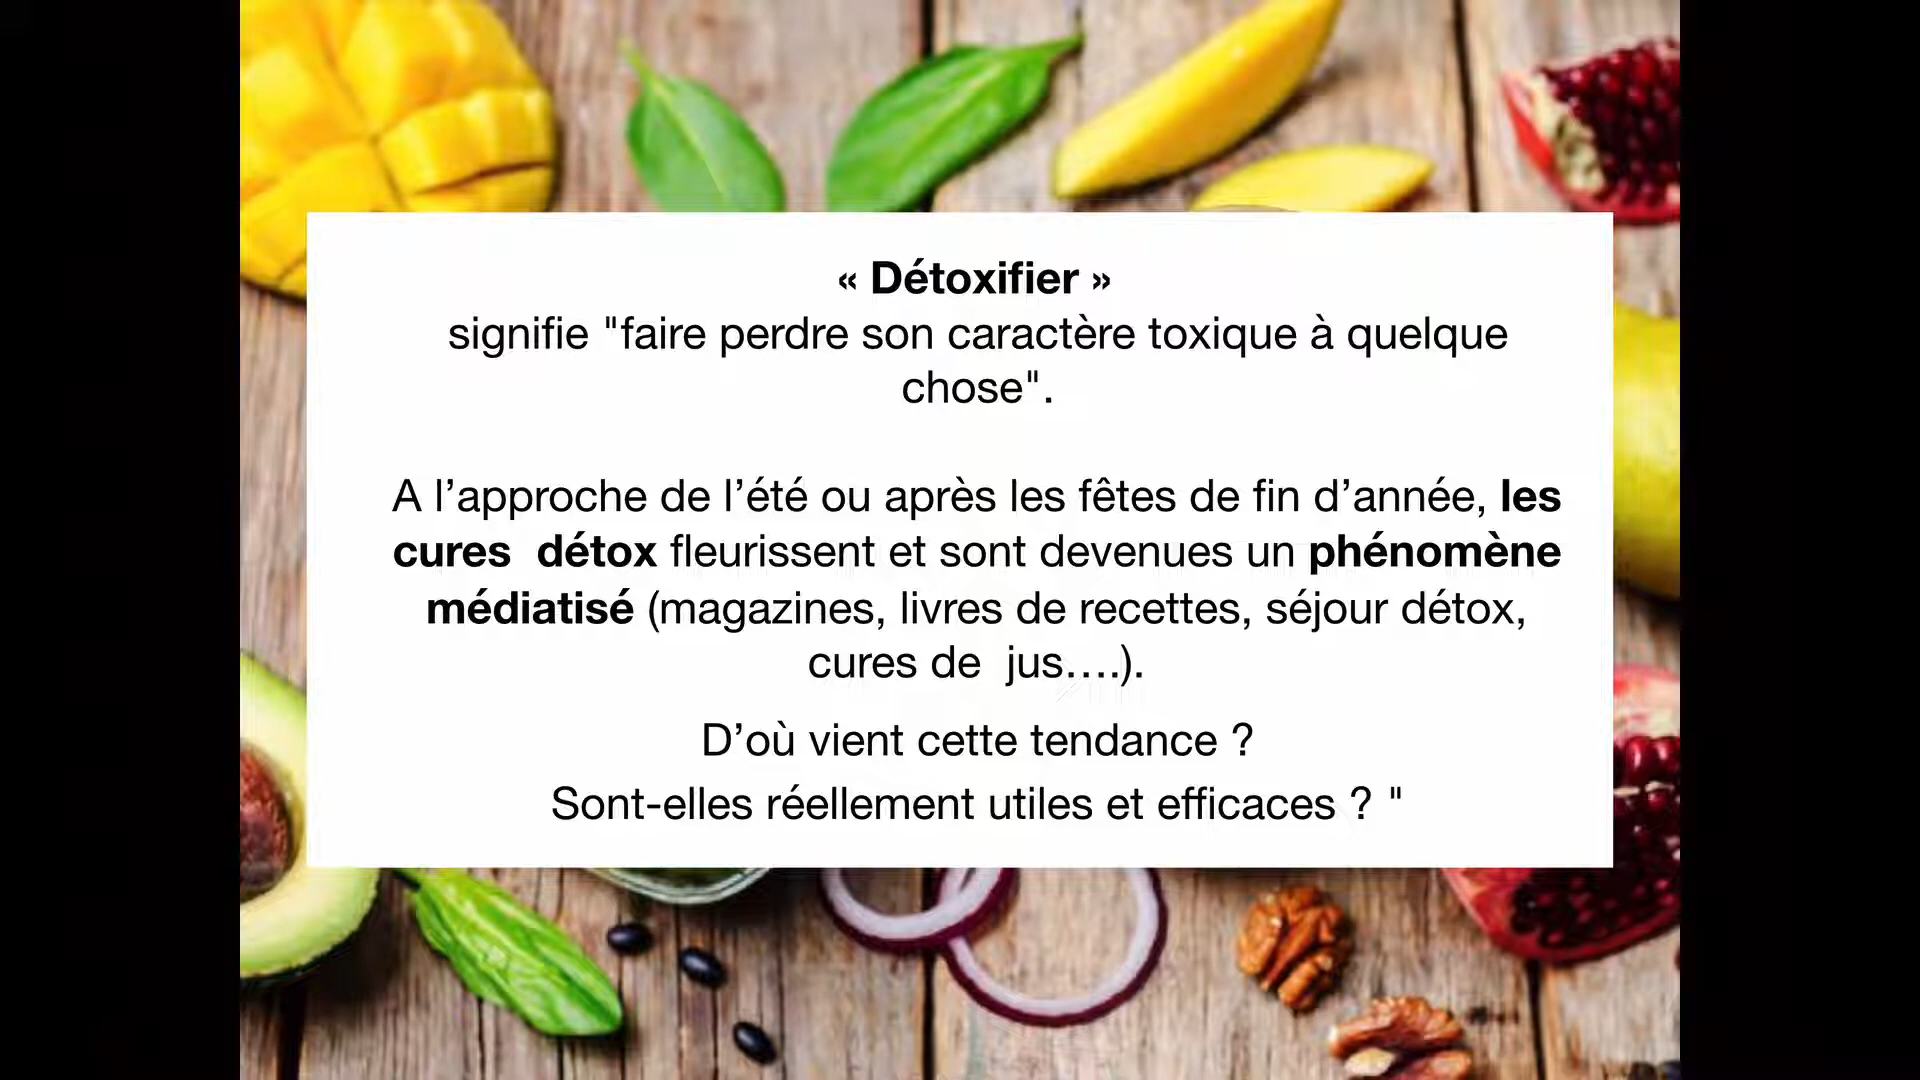 « Détoxifier »
signifie "faire perdre son caractère toxique à quelque
chose".
A l’approche de l’été ou après les fêtes de fin d’année, les
cures  détox fleurissent et sont devenues un phénomène
médiatisé (magazines, livres de recettes, séjour détox,
cures de  jus….).
D’où vient cette tendance ?
Sont-elles réellement utiles et efficaces ? "